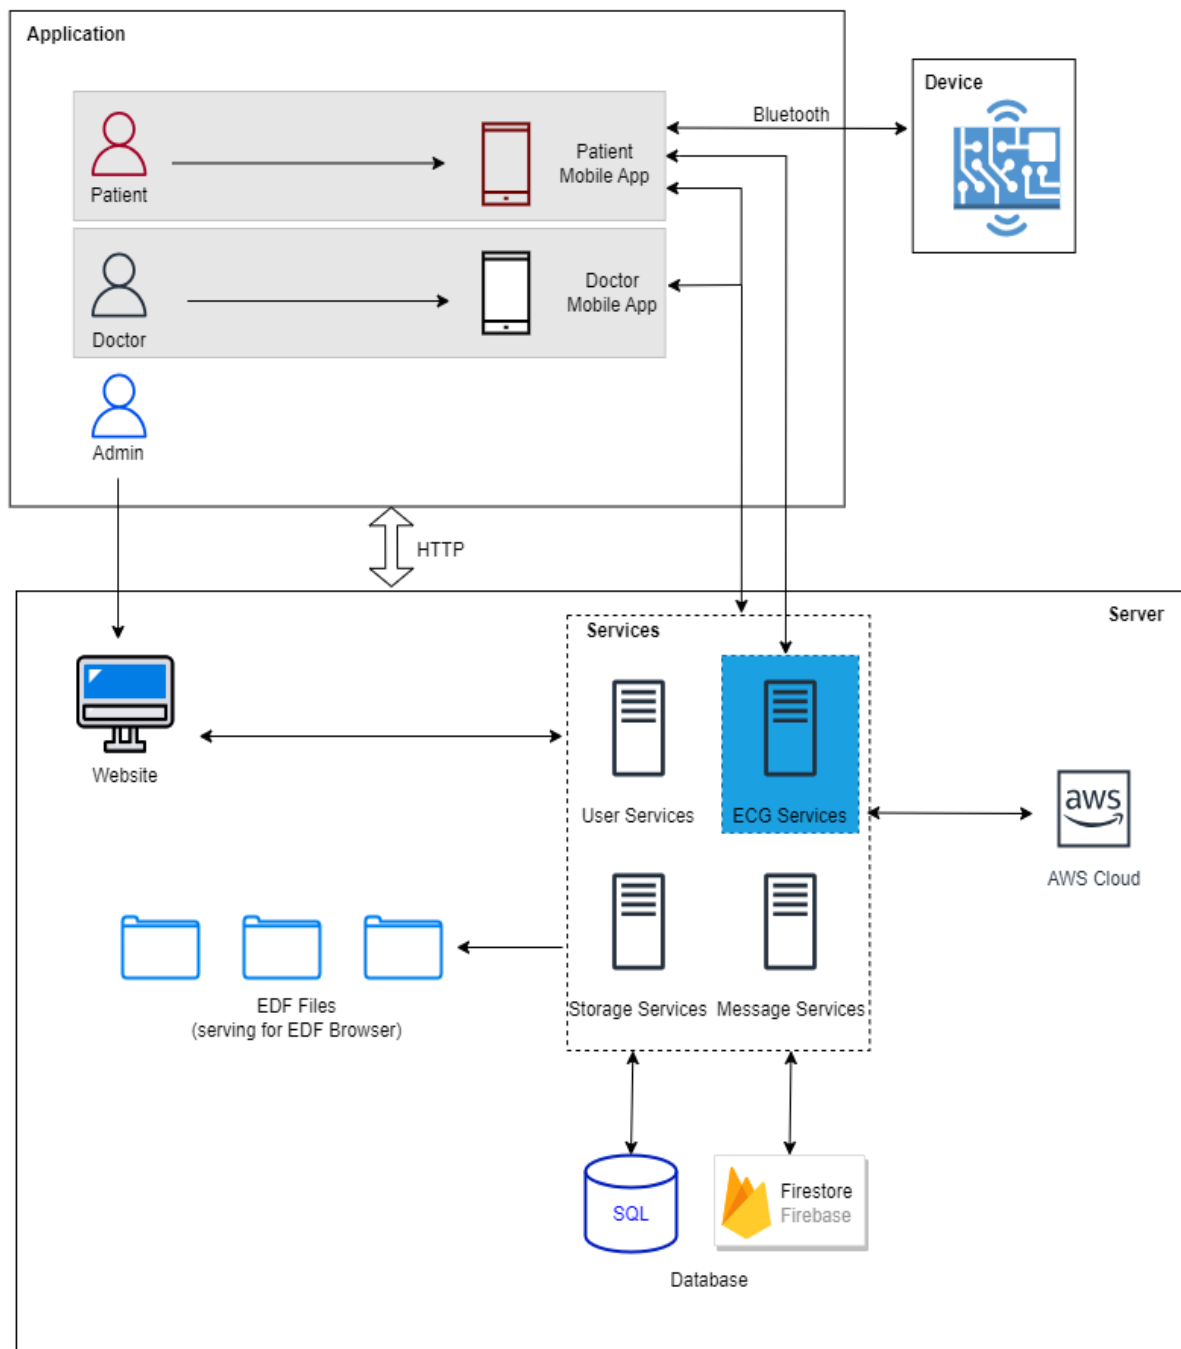 Application
Device
Bluetooth
Patient
Mobile App
Patient
Doctor
Mobile App
Doctor
Admin
HTTP
Server
Services
Website
User Services
ECG Services
aws
AWS Cloud
EDF Files
(serving for EDF Browser)
Storage Services
Message Services
SQL
Firestore
Firebase
Database